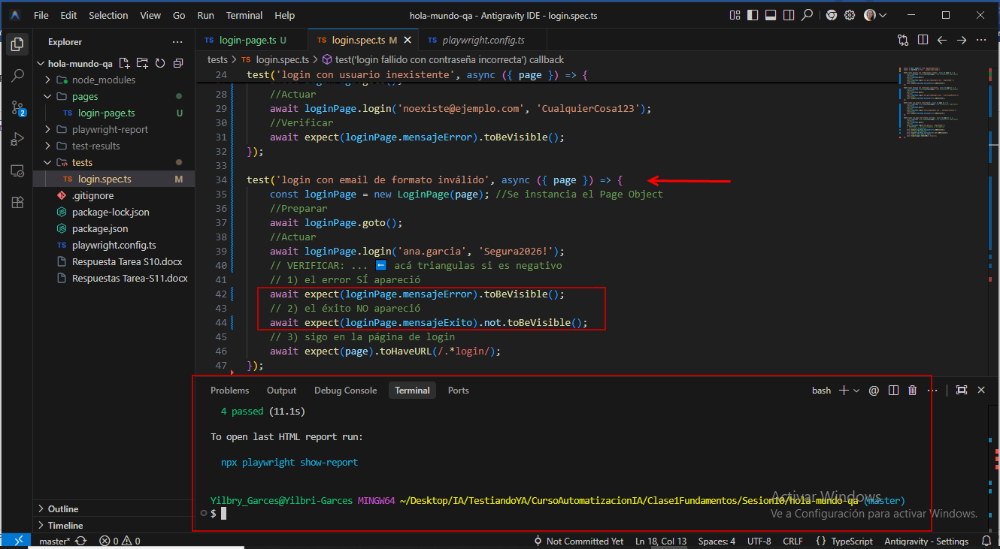 File Edit Selection View Go Run Terminal Help
hola-mundo-qa - Antigravity IDE - login.spec.ts
Explorer
hola-mundo-qa
node_modules
pages
TS login-page.ts U
playwright-report
test-results
tests
TS login.spec.ts M
.gitignore
package-lock.json
package.json
TS playwright.config.ts
Respuesta Tarea S10.docx
Respuestas Tarea-S11.docx
Outline
Timeline
2
TS login-page.ts U
TS login.spec.ts M
TS playwright.config.ts
tests > TS login.spec.ts > test('login fallido con contraseña incorrecta') callback
24 test('login con usuario inexistente', async ({ page }) => {
28 //Actuar
29 await loginPage.login('noexiste@ejemplo.com', 'CualquierCosa123');
30 //Verificar
31 await expect(loginPage.mensajeError).toBeVisible();
32 });
33
34 test('login con email de formato inválido', async ({ page }) => {
35 const loginPage = new LoginPage(page); //Se instancia el Page Object
36 //Preparar
37 await loginPage.goto();
38 //Actuar
39 await loginPage.login('ana.garcia', 'Segura2026!');
40 // VERIFICAR: ... ⬅ acá triangulas si es negativo
41 // 1) el error SÍ apareció
42 await expect(loginPage.mensajeError).toBeVisible();
43 // 2) el éxito NO apareció
44 await expect(loginPage.mensajeExito).not.toBeVisible();
45 // 3) sigo en la página de login
46 await expect(page).toHaveURL(/.*login/);
47 });
Problems Output Debug Console Terminal Ports
bash
4 passed (11.1s)
To open last HTML report run:
npx playwright show-report
Yilbry_Garces@Yilbri-Garces MINGW64 ~/Desktop/IA/TestiandoYA/CursoAutomatizacionIA/Clase1Fundamentos/Sesion10/hola-mundo-qa (master)
$
Activar Windows
Ve a Configuración para activar Windows.
master* 0 0
Not Committed Yet Ln 18, Col 13 Spaces: 4 UTF-8 CRLF {} TypeScript Antigravity - Settings